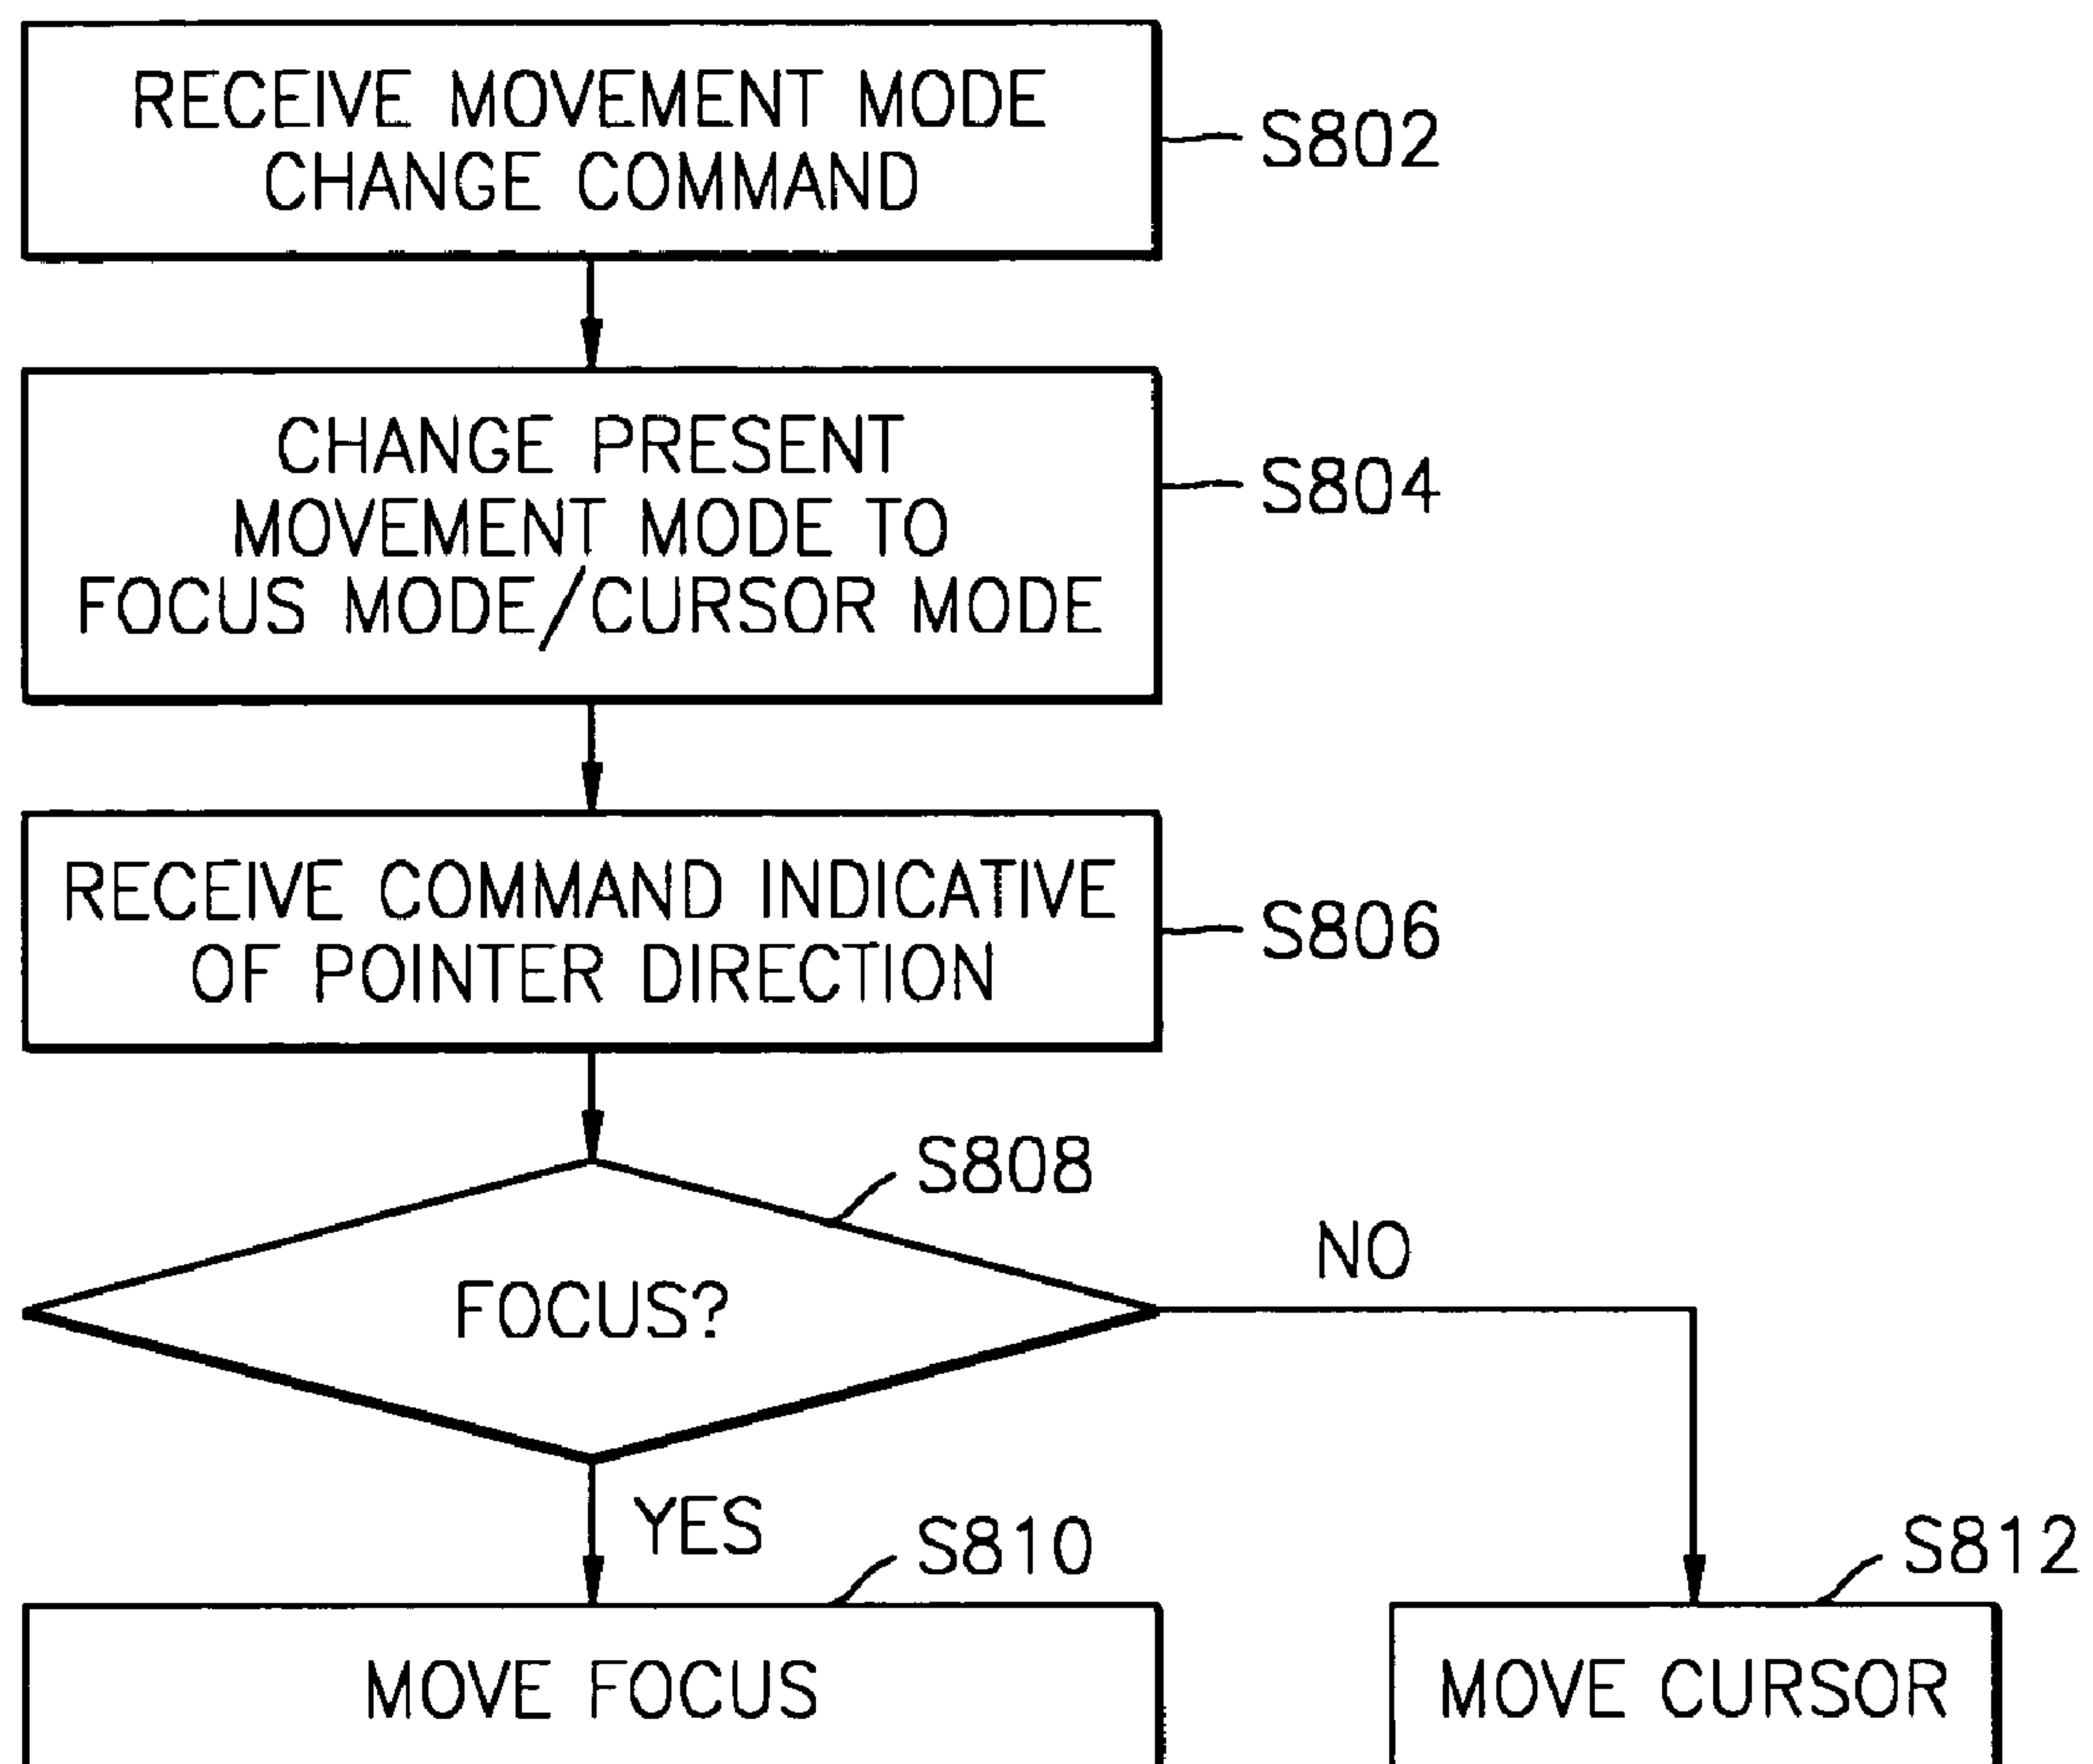 RECEIVE MOVEMENT MODE
CHANGE COMMAND
S802
CHANGE PRESENT
MOVEMENT MODE TO
FOCUS MODE/CURSOR MODE
S804
RECEIVE COMMAND INDICATIVE
OF POINTER DIRECTION
S806
S808
FOCUS?
NO
YES
S810
S812
MOVE FOCUS
MOVE CURSOR